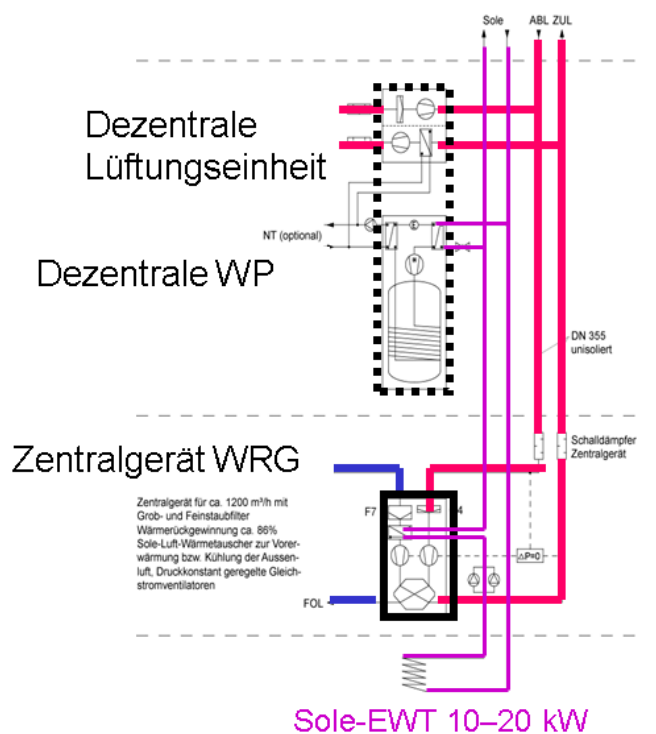 Sole ABL ZUL
Dezentrale
Lüftungseinheit
NT (optional)
Dezentrale WP
DN 355
unisoliert
Zentralgerät WRG
Schalldämpfer
Zentralgerät
Zentralgerät für ca. 1200 m³/h mit
Grob- und Feinstaubfilter
Wärmerückgewinnung ca. 86%
Sole-Luft-Wärmetauscher zur Vorer-
wärmung bzw. Kühlung der Aussen-
luft, Druckkonstant geregelte Gleich-
stromventilatoren
F7
4
△P=0
FOL
Sole-EWT 10–20 kW